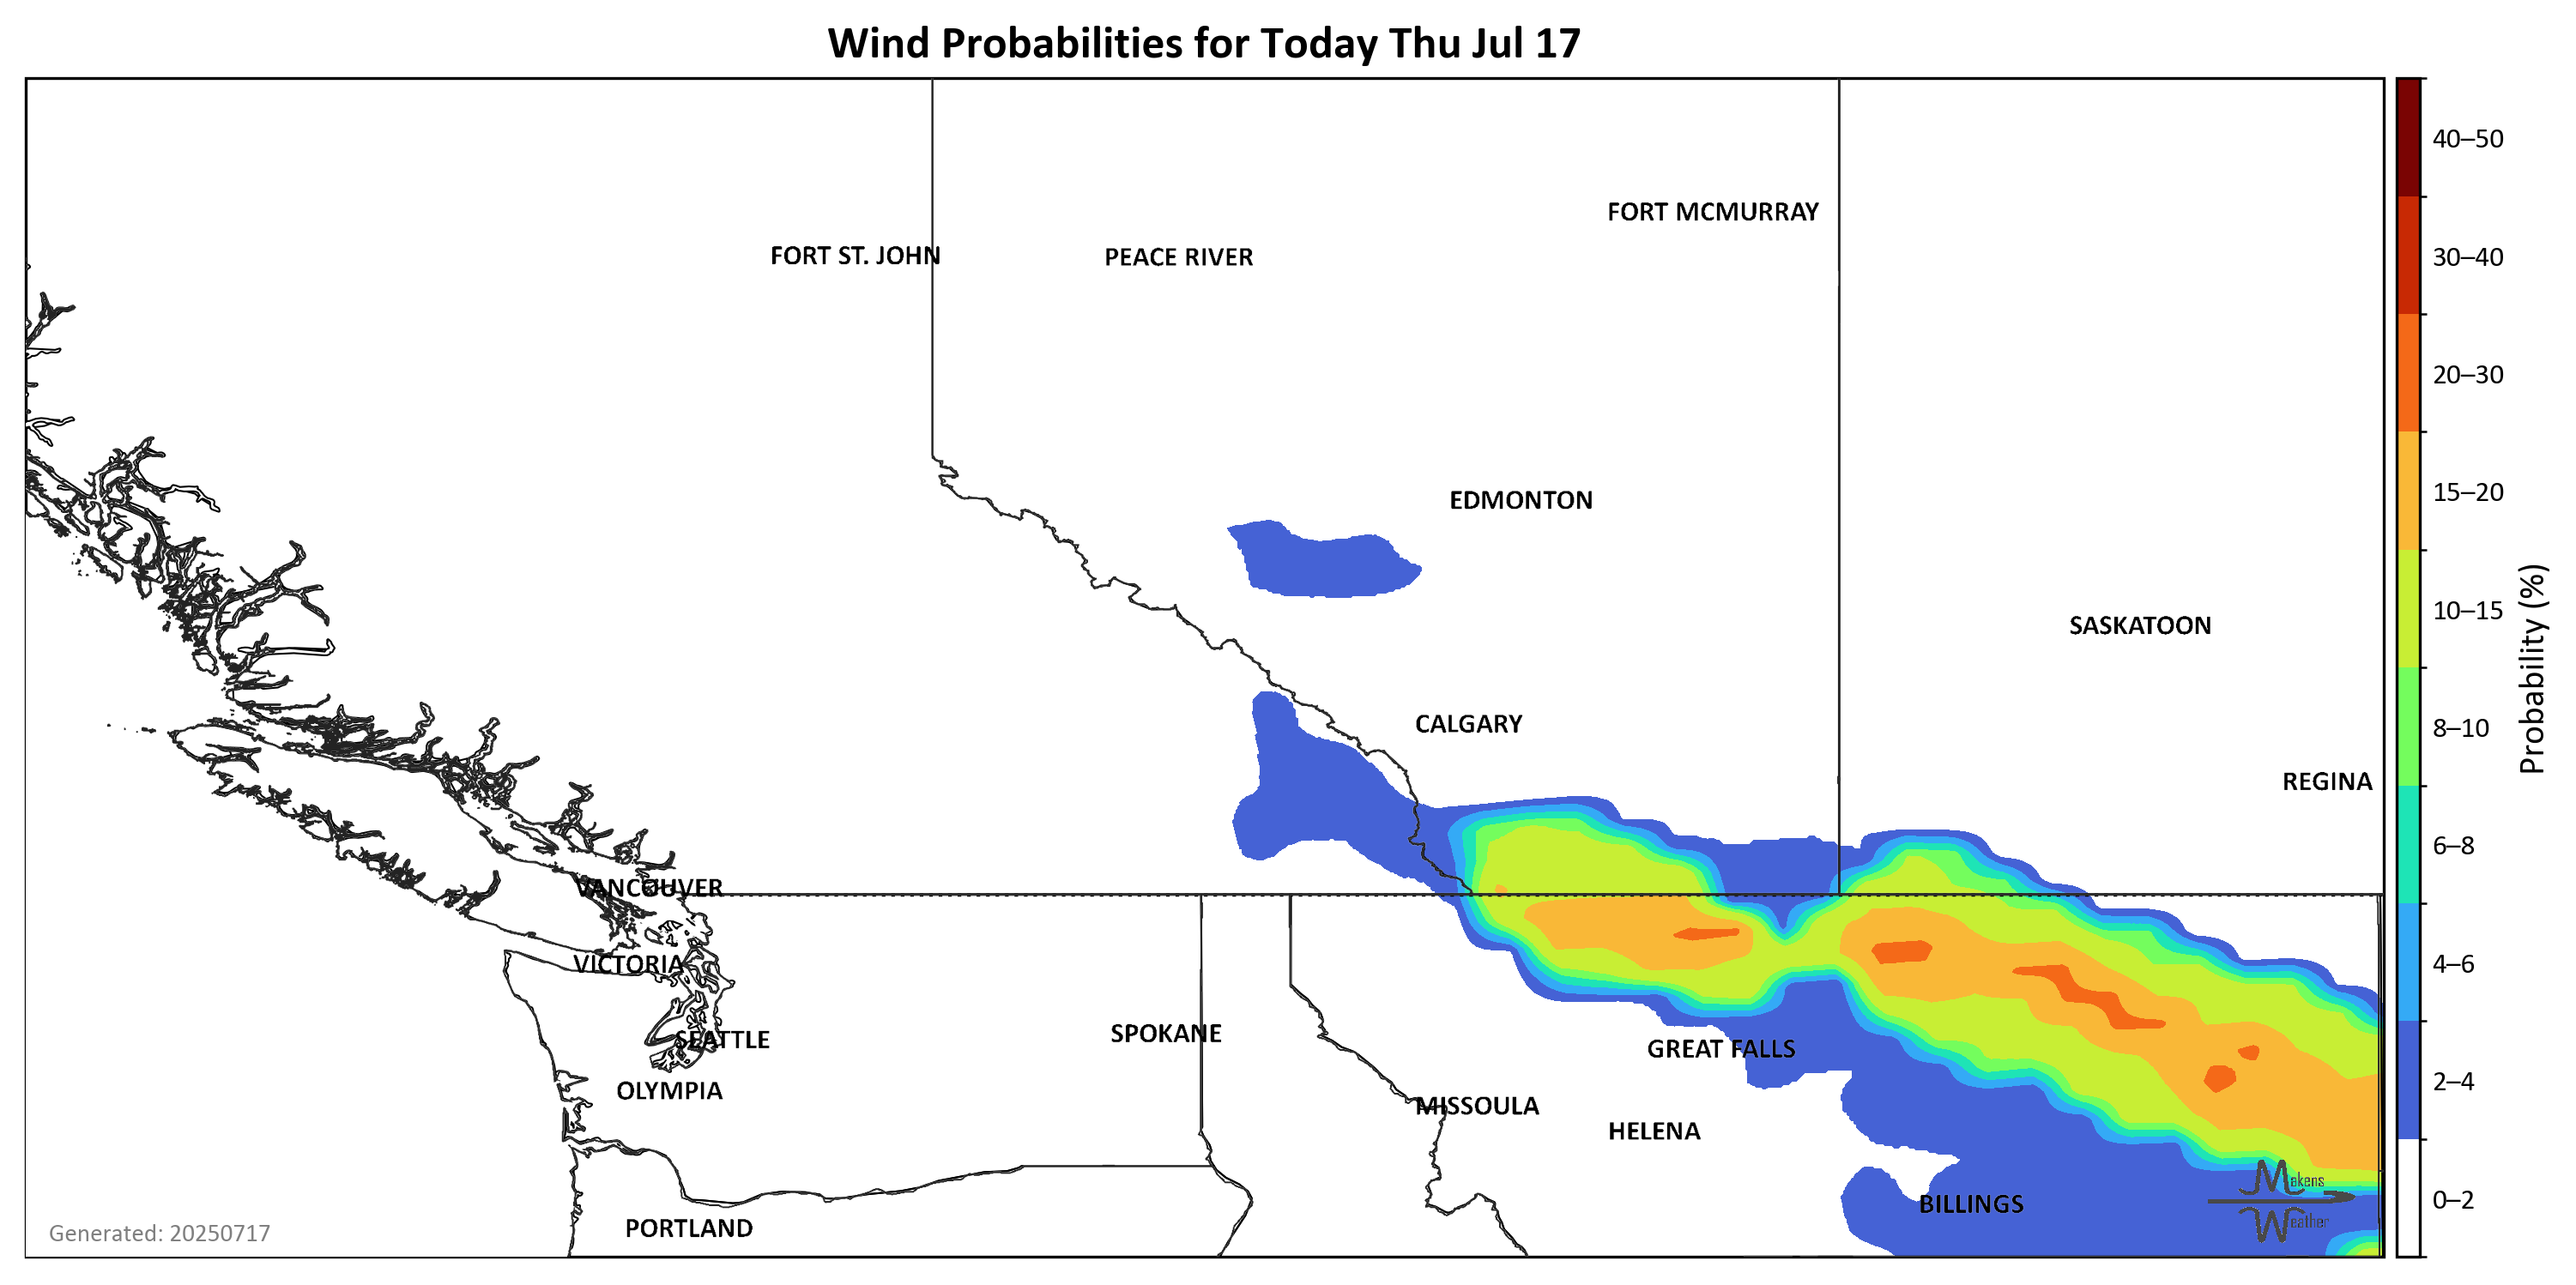 Wind Probabilities for Today Thu Jul 17
FORT MCMURRAY
FORT ST. JOHN
PEACE RIVER
EDMONTON
SASKATOON
CALGARY
REGINA
VANCOUVER
VICTORIA
SPOKANE
SEATTLE
GREAT FALLS
OLYMPIA
MISSOULA
HELENA
BILLINGS
PORTLAND
Makens
Weather
Generated: 20250717
40–50
30–40
20–30
15–20
10–15
8–10
6–8
4–6
2–4
0–2
Probability (%)